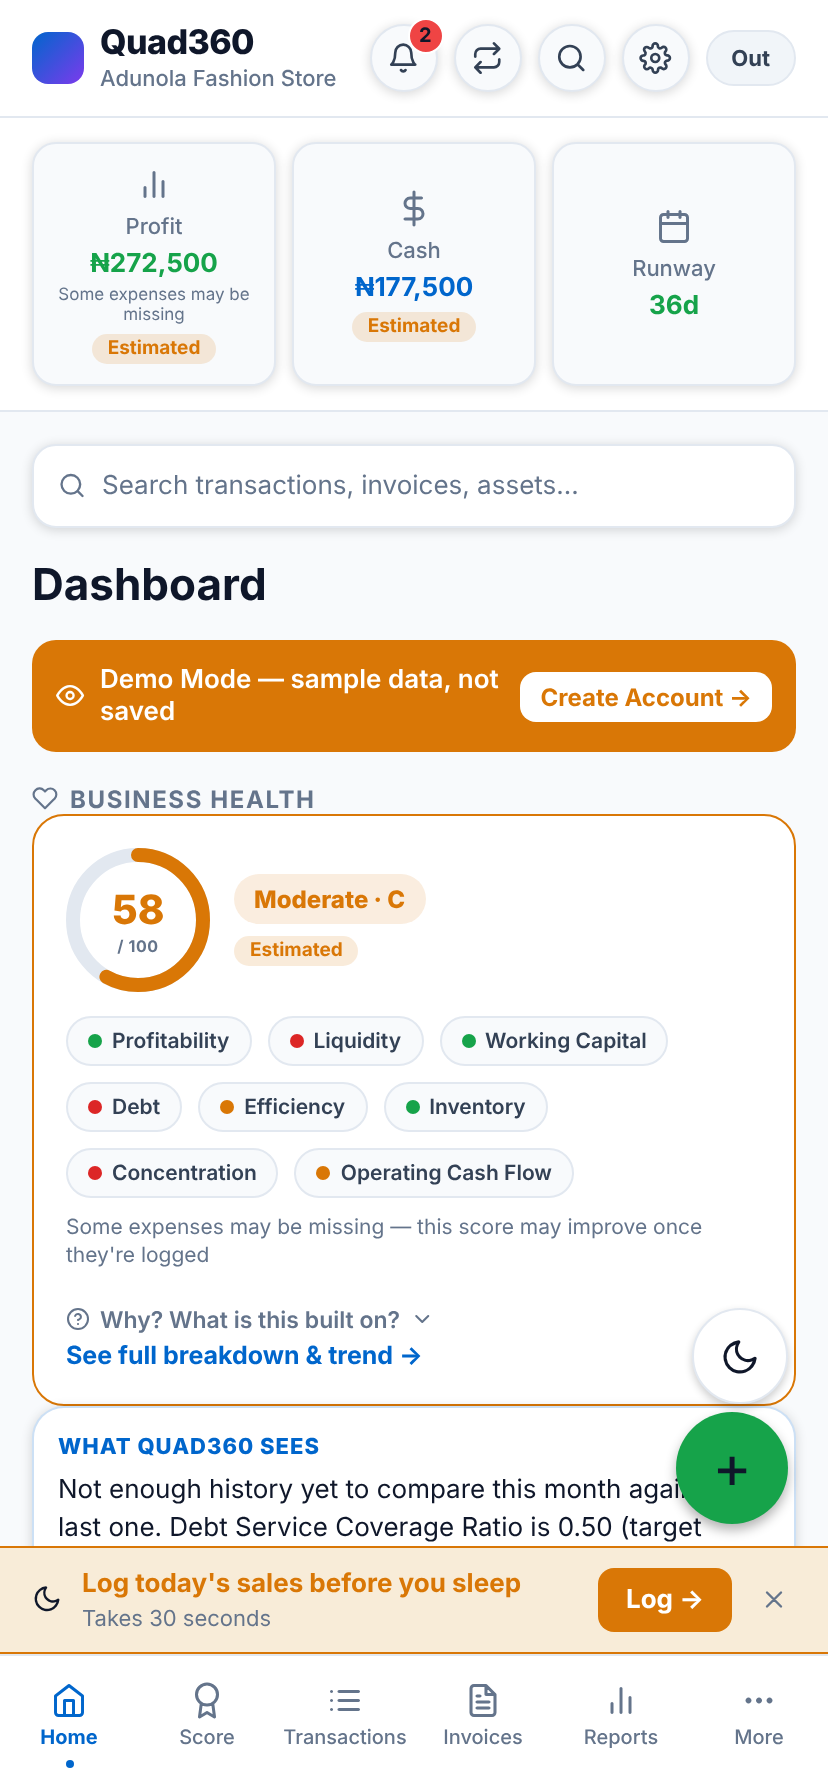 Quad360
Adunola Fashion Store
2
Out
Profit
₦272,500
Some expenses may be
missing
Estimated
Cash
₦177,500
Estimated
Runway
36d
Search transactions, invoices, assets...
Dashboard
Demo Mode — sample data, not
saved
Create Account →
BUSINESS HEALTH
58
/ 100
Moderate · C
Estimated
Profitability
Liquidity
Working Capital
Debt
Efficiency
Inventory
Concentration
Operating Cash Flow
Some expenses may be missing — this score may improve once
they're logged
Why? What is this built on?
See full breakdown & trend →
WHAT QUAD360 SEES
Not enough history yet to compare this month
last one. Debt Service Coverage Ratio is 0.50 (target
+
Log today's sales before you sleep
Takes 30 seconds
Log →
Home
Score
Transactions
Invoices
Reports
More